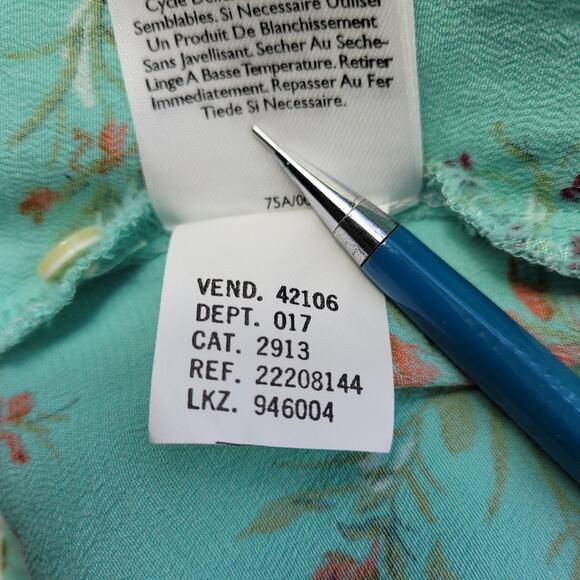 Cycle
Semblables. Si Necessaire Utiliser
Un Produit De Blanchissement
Sans Javellisant. Secher Au Seche-
Linge A Basse Temperature. Retirer
Immediatement. Repasser Au Fer
Tiede Si Necessaire.
VEND. 42106
DEPT. 017
CAT. 2913
REF. 22208144
LKZ. 946004